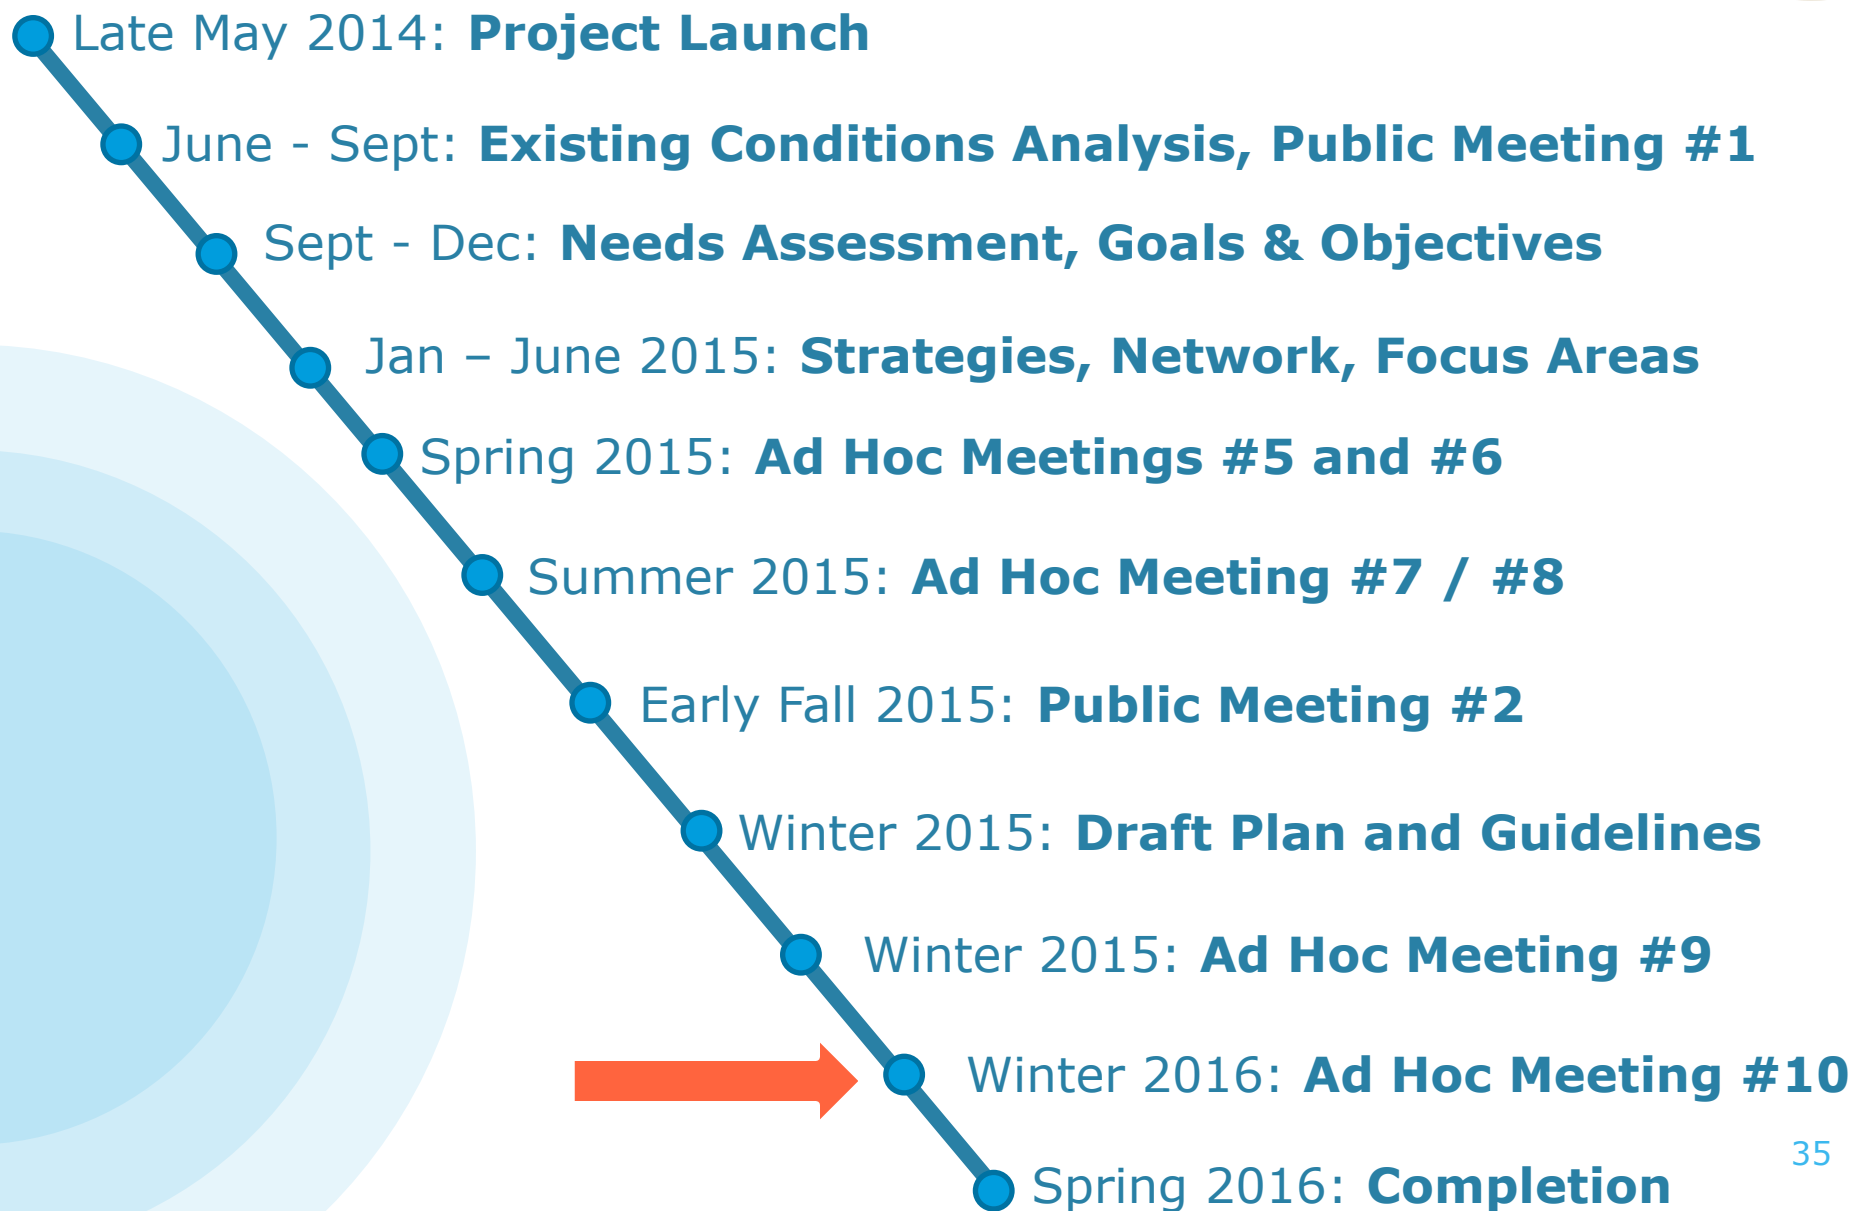 Late May 2014: Project Launch
June - Sept: Existing Conditions Analysis, Public Meeting #1
Sept - Dec: Needs Assessment, Goals & Objectives
Jan – June 2015: Strategies, Network, Focus Areas
Spring 2015: Ad Hoc Meetings #5 and #6
Summer 2015: Ad Hoc Meeting #7 / #8
Early Fall 2015: Public Meeting #2
Winter 2015: Draft Plan and Guidelines
Winter 2015: Ad Hoc Meeting #9
Winter 2016: Ad Hoc Meeting #10
35
Spring 2016: Completion